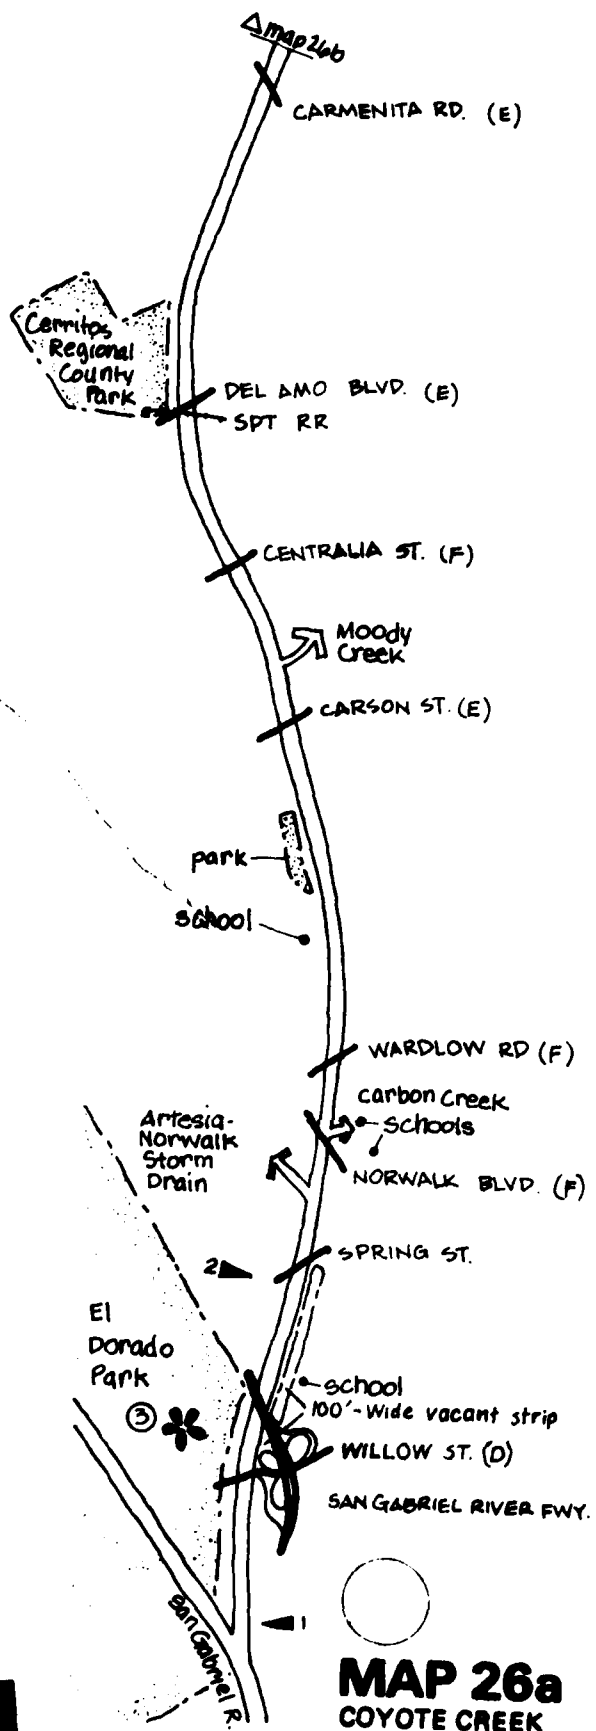 △ map 26b
CARMENITA RD. (E)
Cerritos
Regional
County
Park
DEL AMO BLVD. (E)
SPT RR
CENTRALIA ST. (F)
Moody
Creek
CARSON ST. (E)
park
school
WARDLOW RD (F)
Carbon Creek
schools
Artesia-
Norwalk
Storm
Drain
NORWALK BLVD. (F)
SPRING ST.
2
El
Dorado
Park
3
school
100'-Wide vacant strip
WILLOW ST. (D)
SAN GABRIEL RIVER FWY.
San Gabriel R.
1
MAP 26a
COYOTE CREEK